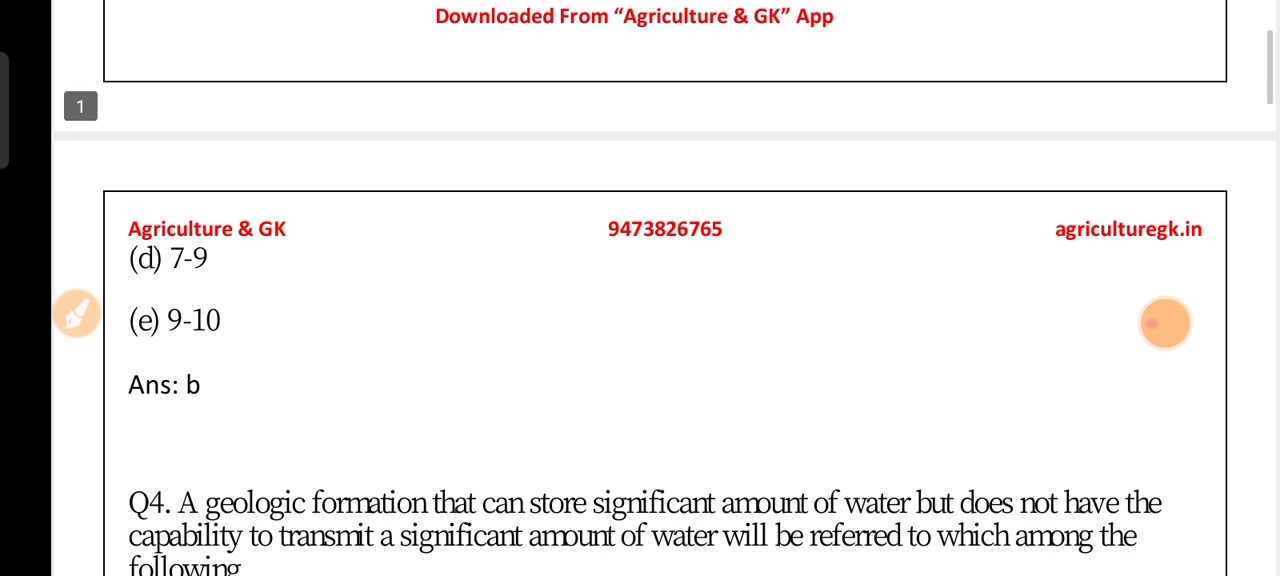 Downloaded From “Agriculture & GK” App
1
Agriculture & GK 9473826765 agriculturegk.in
(d) 7-9
(e) 9-10
Ans: b
Q4. A geologic formation that can store significant amount of water but does not have the
capability to transmit a significant amount of water will be referred to which among the
following